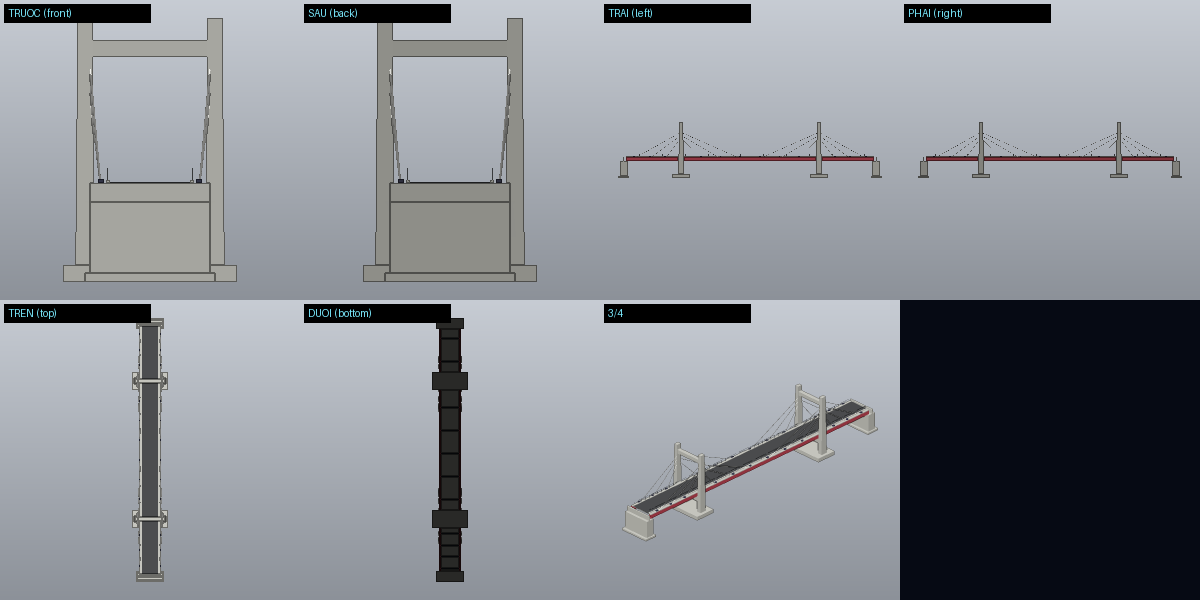 TRUOC (front)
SAU (back)
TRAI (left)
PHAI (right)
TREN (top)
DUOI (bottom)
3/4